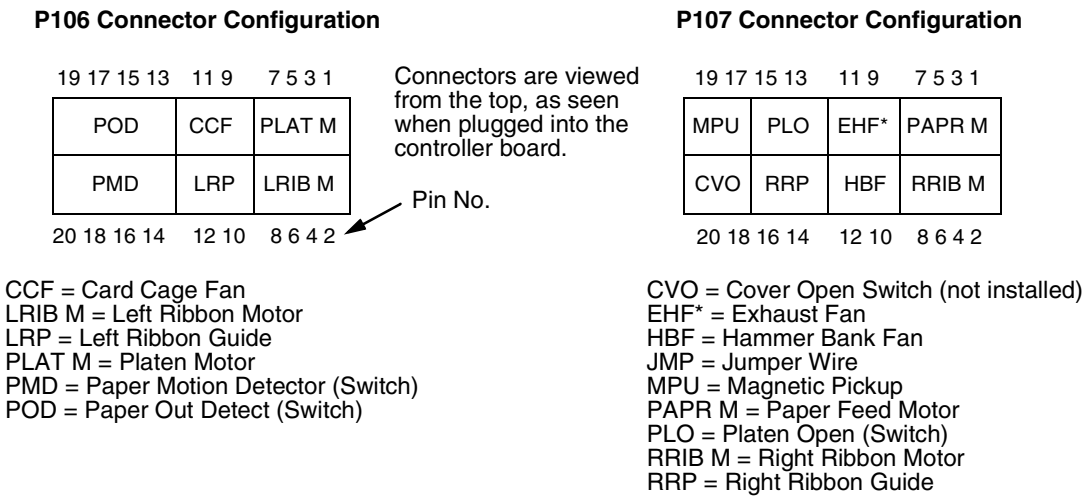 P106 Connector Configuration
19 17 15 13 11 9 7 5 3 1
POD CCF PLAT M
PMD LRP LRIB M
20 18 16 14 12 10 8 6 4 2
Connectors are viewed
from the top, as seen
when plugged into the
controller board.
Pin No.
P107 Connector Configuration
19 17 15 13 11 9 7 5 3 1
MPU PLO EHF* PAPR M
CVO RRP HBF RRIB M
20 18 16 14 12 10 8 6 4 2
CCF = Card Cage Fan
LRIB M = Left Ribbon Motor
LRP = Left Ribbon Guide
PLAT M = Platen Motor
PMD = Paper Motion Detector (Switch)
POD = Paper Out Detect (Switch)
CVO = Cover Open Switch (not installed)
EHF* = Exhaust Fan
HBF = Hammer Bank Fan
JMP = Jumper Wire
MPU = Magnetic Pickup
PAPR M = Paper Feed Motor
PLO = Platen Open (Switch)
RRIB M = Right Ribbon Motor
RRP = Right Ribbon Guide